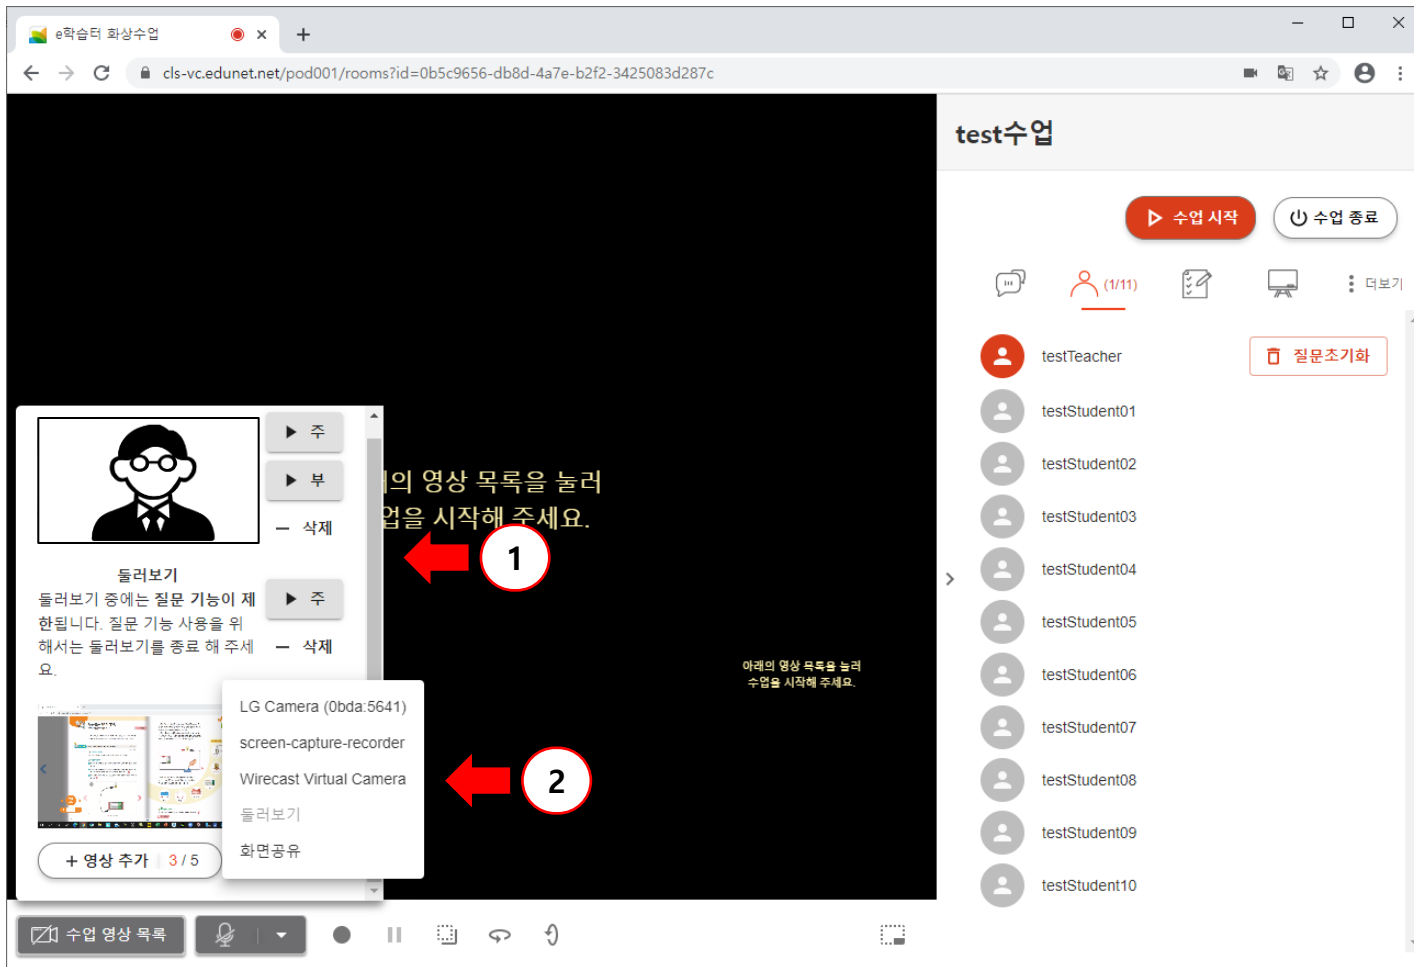 e학습터 화상수업
cls-vc.edunet.net/pod001/rooms?id=0b5c9656-db8d-4a7e-b2f2-3425083d287c
test수업
수업 시작
수업 종료
(1/11)
더보기
testTeacher
질문초기화
testStudent01
testStudent02
testStudent03
testStudent04
testStudent05
testStudent06
testStudent07
testStudent08
testStudent09
testStudent10
의 영상 목록을 눌러
업을 시작해 주세요.
아래의 영상 목록을 눌러
수업을 시작해 주세요.
주
부
삭제
1
둘러보기
둘러보기 중에는 질문 기능이 제
한됩니다. 질문 기능 사용을 위
해서는 둘러보기를 종료 해 주세
요.
주
삭제
LG Camera (0bda:5641)
screen-capture-recorder
Wirecast Virtual Camera
둘러보기
화면공유
2
+ 영상 추가 3 / 5
수업 영상 목록